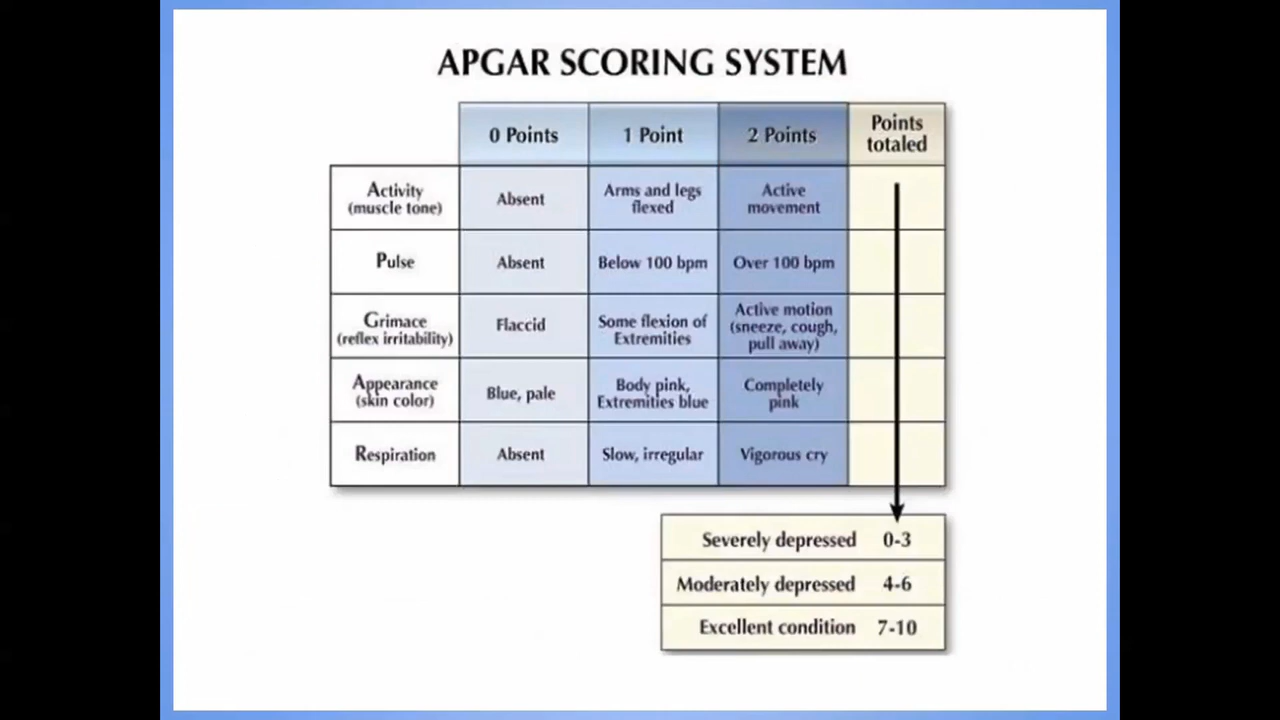 APGAR SCORING SYSTEM
0 Points
1 Point
2 Points
Points
totaled
Activity
(muscle tone)
Absent
Arms and legs
flexed
Active
movement
Pulse
Absent
Below 100 bpm
Over 100 bpm
Grimace
(reflex irritability)
Flaccid
Some flexion of
Extremities
Active motion
(sneeze, cough,
pull away)
Appearance
(skin color)
Blue, pale
Body pink,
Extremities blue
Completely
pink
Respiration
Absent
Slow, irregular
Vigorous cry
Severely depressed 0-3
Moderately depressed 4-6
Excellent condition 7-10